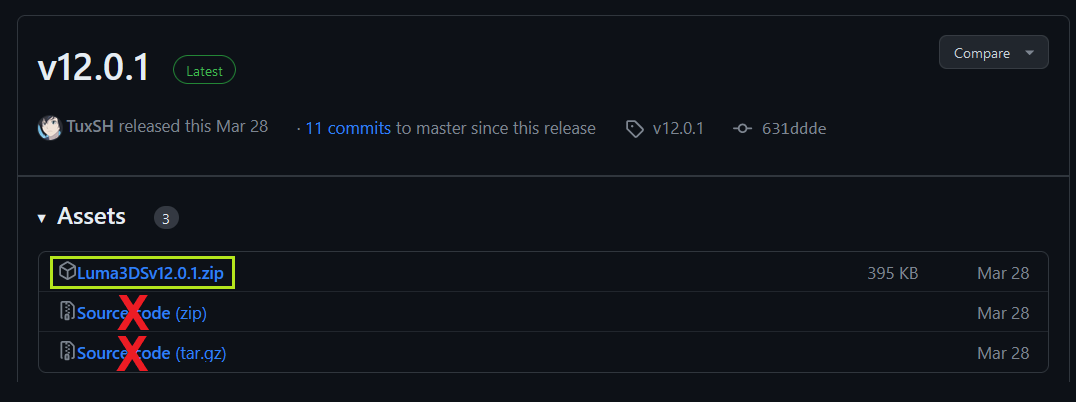 v12.0.1 Latest Compare
TuxSH released this Mar 28 · 11 commits to master since this release v12.0.1 631ddde
Assets 3
Luma3DSv12.0.1.zip 395 KB Mar 28
Source code (zip) Mar 28
Source code (tar.gz) Mar 28